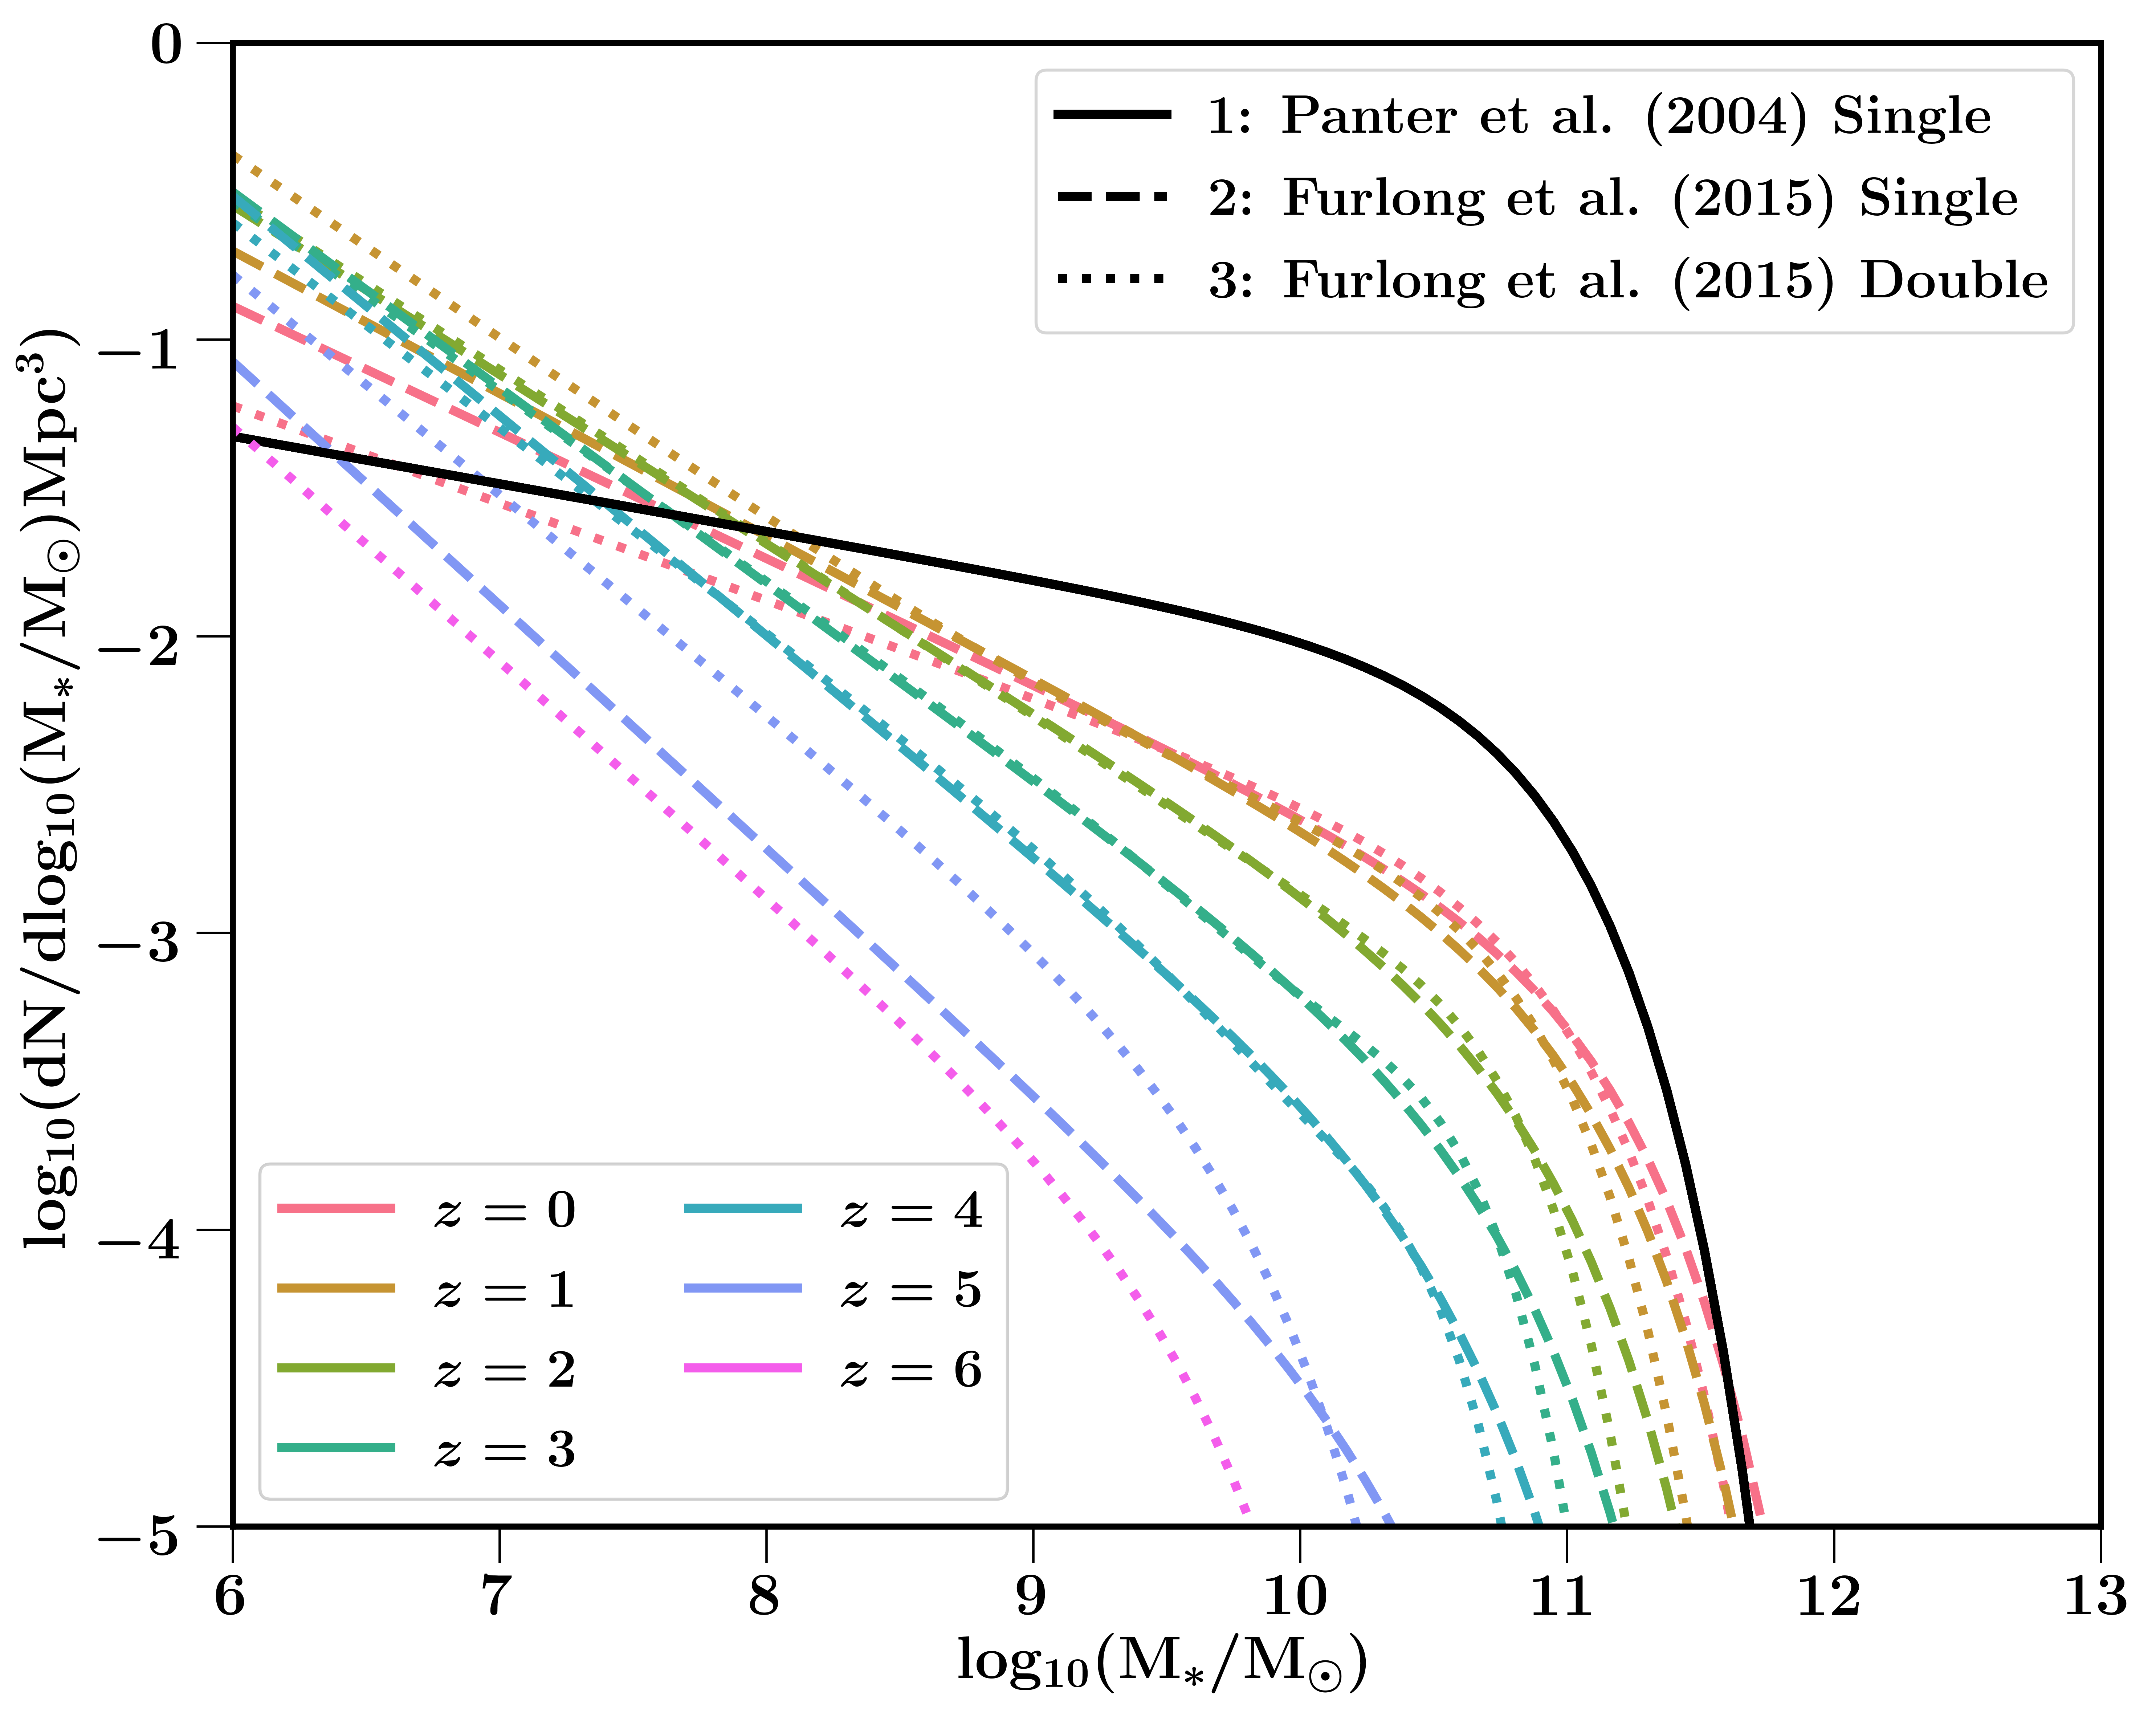 0
−1
−2
−3
−4
−5
log₁₀(dN/dlog₁₀(M*/M☉)Mpc³)
1: Panter et al. (2004) Single
2: Furlong et al. (2015) Single
3: Furlong et al. (2015) Double
z = 0
z = 1
z = 2
z = 3
z = 4
z = 5
z = 6
6 7 8 9 10 11 12 13
log₁₀(M*/M☉)